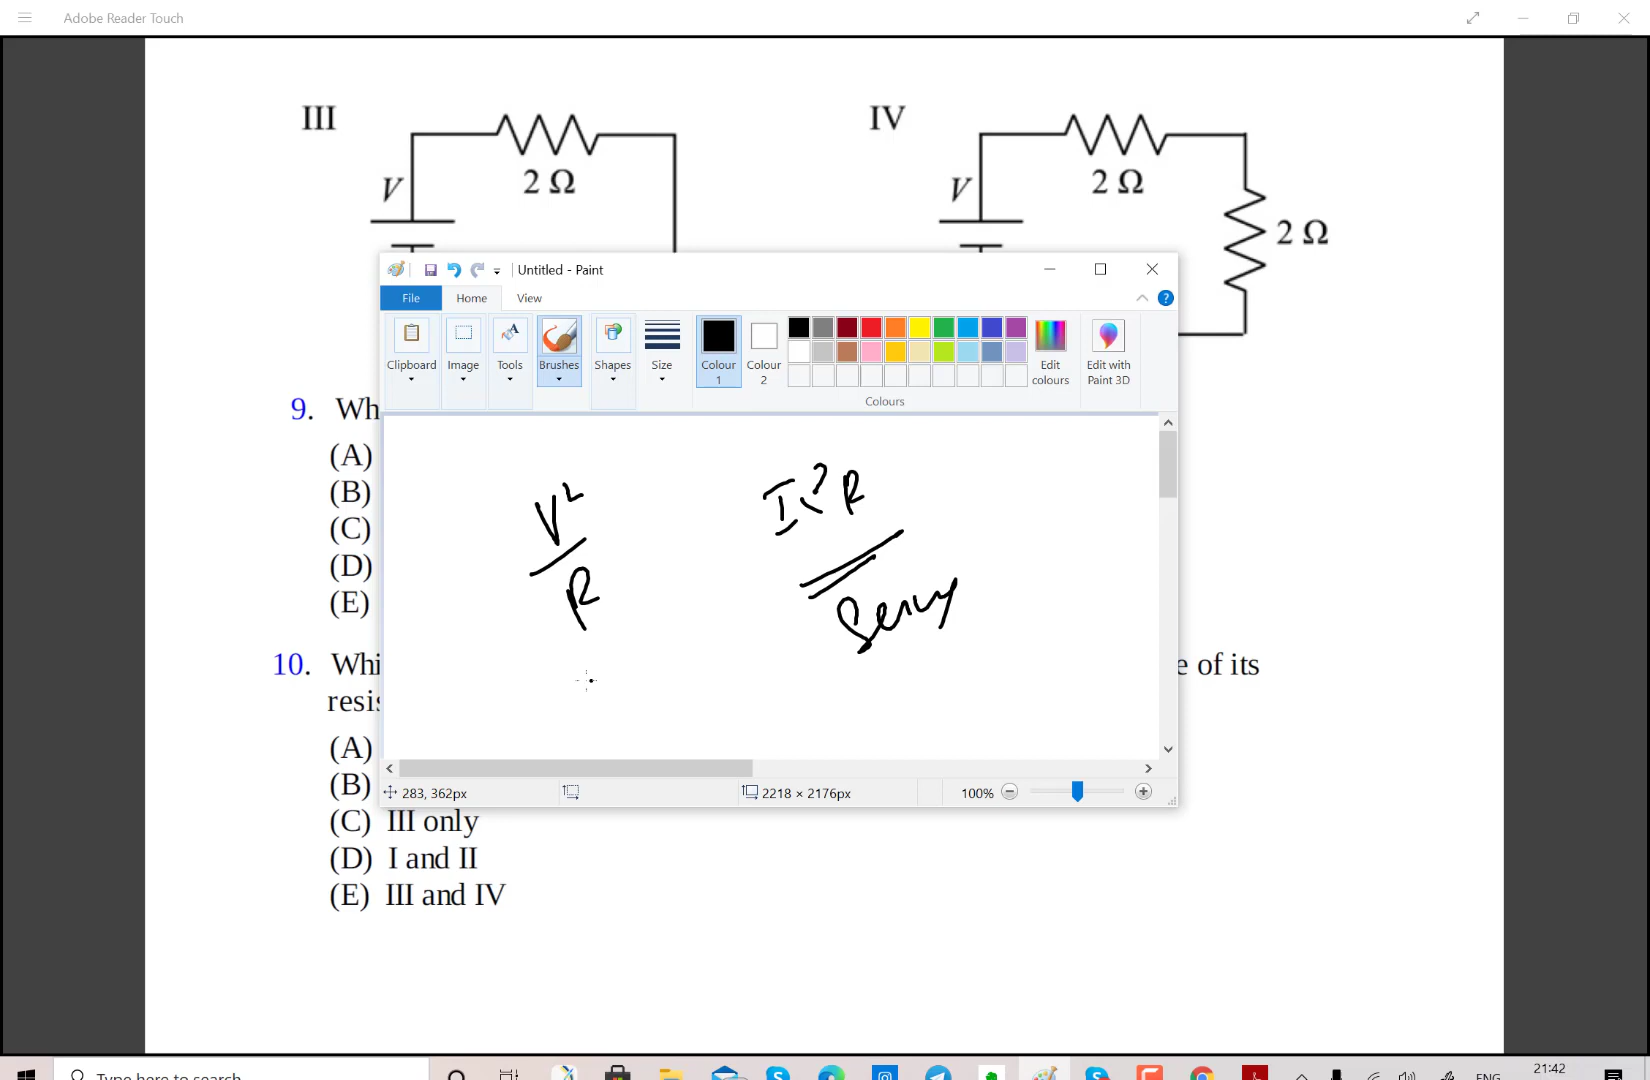 Adobe Reader Touch
III
IV
V
2 Ω
V
2 Ω
2 Ω
Untitled - Paint
File
Home
View
Clipboard
Image
Tools
Brushes
Shapes
Size
Colour 1
Colour 2
Edit colours
Edit with Paint 3D
Colours
9. Wh
(A)
(B)
(C)
(D)
(E)
V²
R
I²R
10. Whi
e of its
resis
(A)
(B)
283, 362px
2218 × 2176px
100%
(C) III only
(D) I and II
(E) III and IV
Type here to search
ENG
21:42